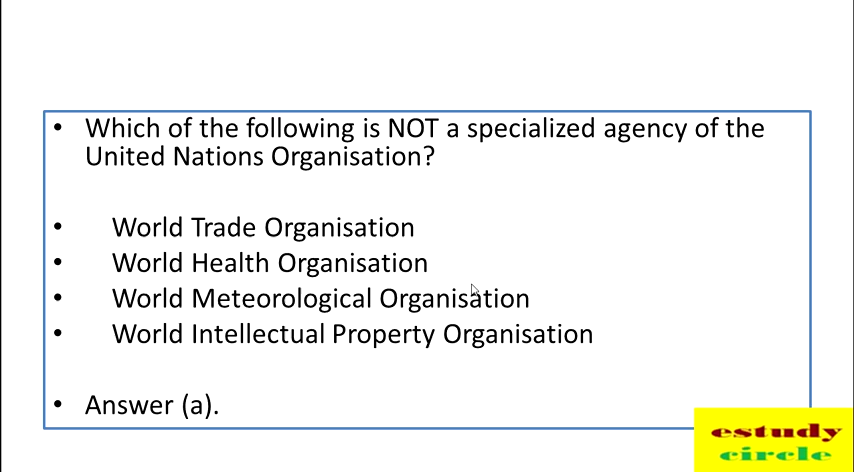 • Which of the following is NOT a specialized agency of the
United Nations Organisation?
• World Trade Organisation
• World Health Organisation
• World Meteorological Organisation
• World Intellectual Property Organisation
• Answer (a).
estudy
circle